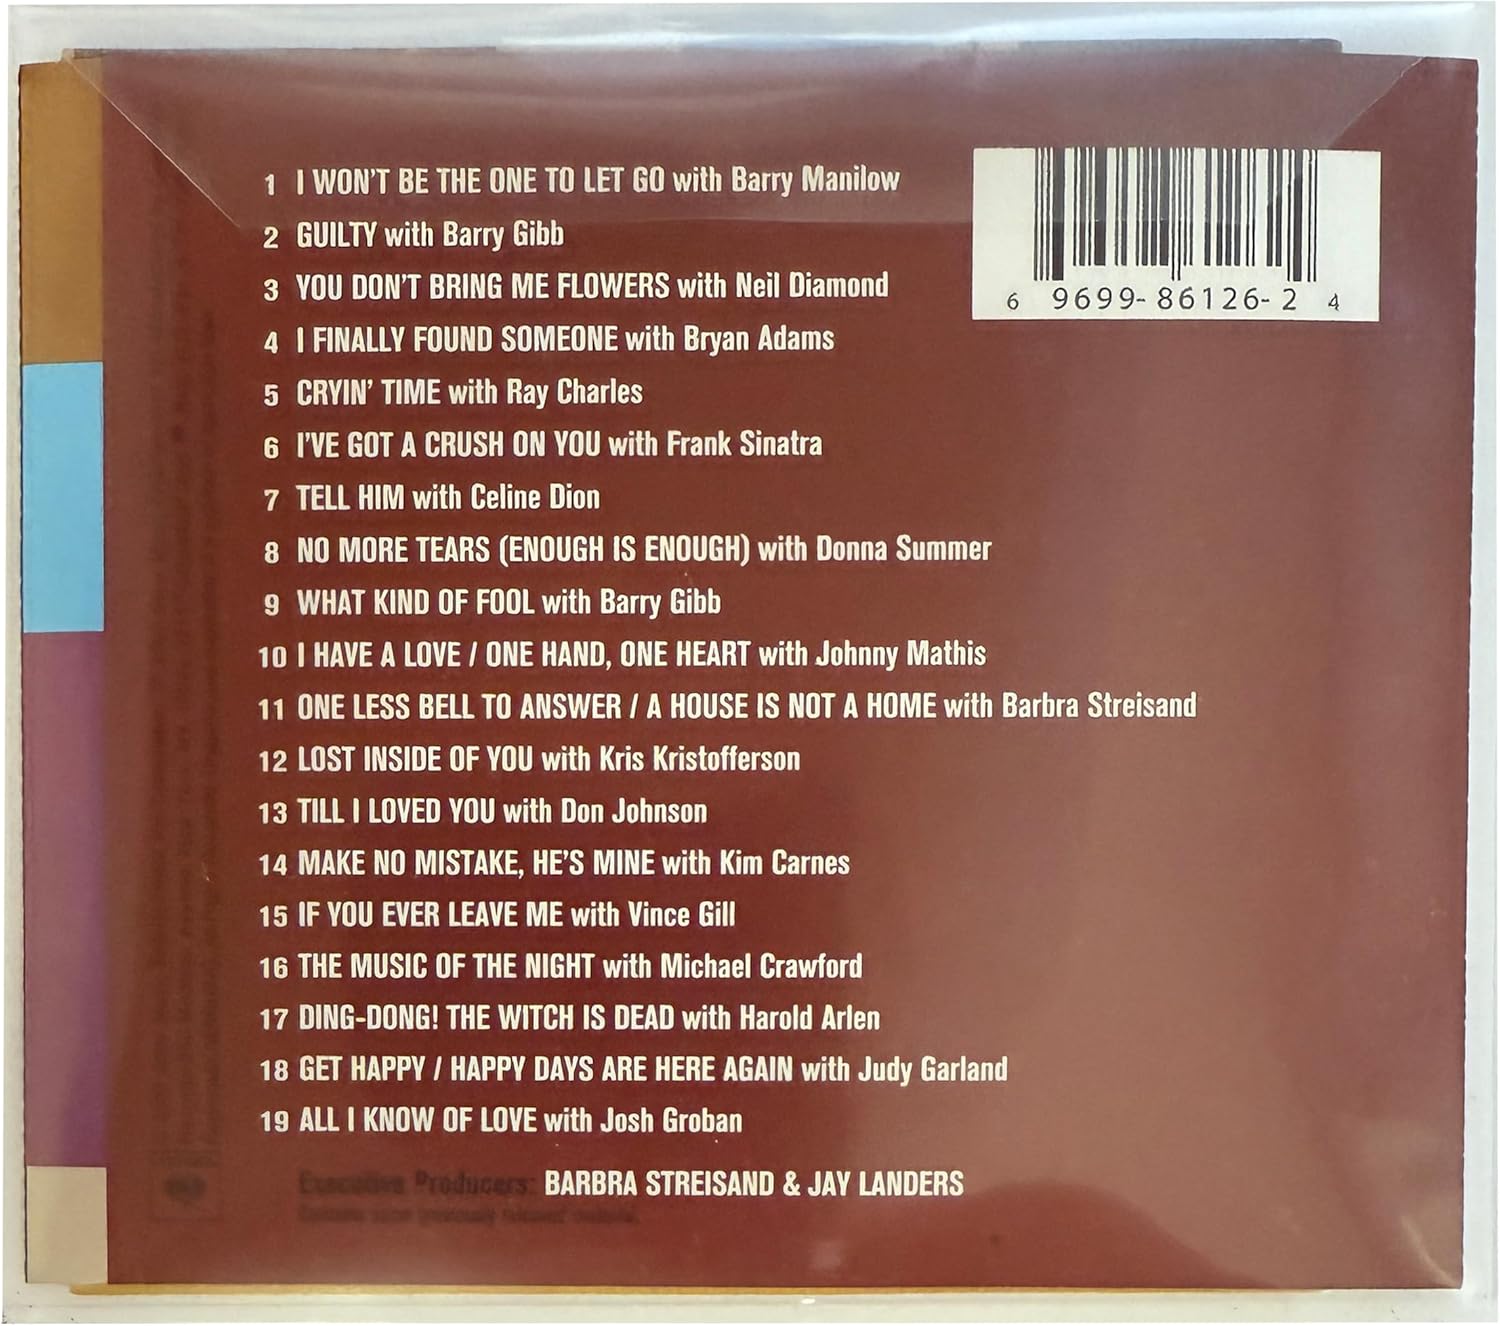 1 I WON'T BE THE ONE TO LET GO with Barry Manilow
2 GUILTY with Barry Gibb
3 YOU DON'T BRING ME FLOWERS with Neil Diamond
4 I FINALLY FOUND SOMEONE with Bryan Adams
5 CRYIN' TIME with Ray Charles
6 I'VE GOT A CRUSH ON YOU with Frank Sinatra
7 TELL HIM with Celine Dion
8 NO MORE TEARS (ENOUGH IS ENOUGH) with Donna Summer
9 WHAT KIND OF FOOL with Barry Gibb
10 I HAVE A LOVE / ONE HAND, ONE HEART with Johnny Mathis
11 ONE LESS BELL TO ANSWER / A HOUSE IS NOT A HOME with Barbra Streisand
12 LOST INSIDE OF YOU with Kris Kristofferson
13 TILL I LOVED YOU with Don Johnson
14 MAKE NO MISTAKE, HE'S MINE with Kim Carnes
15 IF YOU EVER LEAVE ME with Vince Gill
16 THE MUSIC OF THE NIGHT with Michael Crawford
17 DING-DONG! THE WITCH IS DEAD with Harold Arlen
18 GET HAPPY / HAPPY DAYS ARE HERE AGAIN with Judy Garland
19 ALL I KNOW OF LOVE with Josh Groban
Executive Producers: BARBRA STREISAND & JAY LANDERS
6 9699-86126-2 4